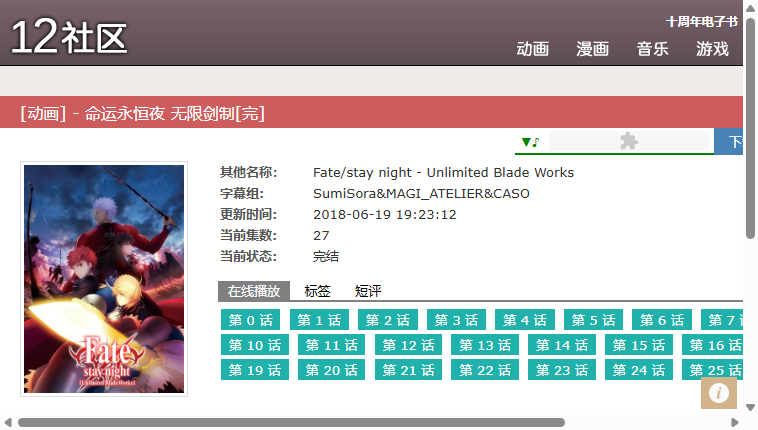 十周年电子书
12社区
动画 漫画 音乐 游戏
[动画] - 命运永恒夜 无限剑制[完]
▼♪
其他名称: Fate/stay night - Unlimited Blade Works
字幕组: SumiSora&MAGI_ATELIER&CASO
更新时间: 2018-06-19 19:23:12
当前集数: 27
当前状态: 完结
在线播放 标签 短评
第 0 话 第 1 话 第 2 话 第 3 话 第 4 话 第 5 话 第 6 话 第 7
第 10 话 第 11 话 第 12 话 第 13 话 第 14 话 第 15 话 第 16 话
第 19 话 第 20 话 第 21 话 第 22 话 第 23 话 第 24 话 第 25 话
Fate
stay night
[Unlimited Blade Works]